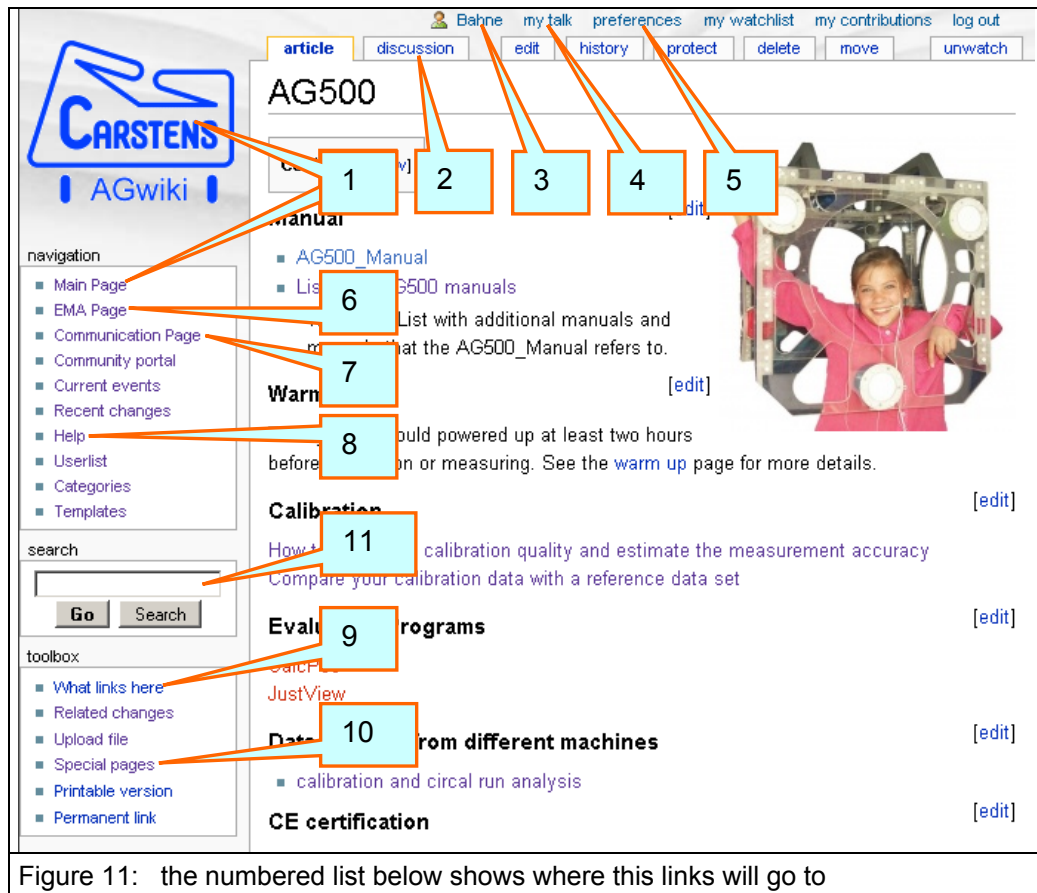 Bahne my talk preferences my watchlist my contributions log out
article discussion edit history protect delete move unwatch
CARSTENS
AGwiki
AG500
1
2
3
4
5
Manual [edit]
AG500_Manual
500 manuals
List with additional manuals and
that the AG500_Manual refers to.
Warm [edit]
powered up at least two hours
before or measuring. See the warm up page for more details.
Calibration [edit]
How calibration quality and estimate the measurement accuracy
Compare your calibration data with a reference data set
Programs [edit]
JustView
from different machines [edit]
calibration and circal run analysis
CE certification [edit]
navigation
Main Page
EMA Page
Communication Page
Community portal
Current events
Recent changes
Help
Userlist
Categories
Templates
6
7
8
search
11
Go Search
toolbox
What links here
Related changes
Upload file
Special pages
Printable version
Permanent link
9
10
Figure 11: the numbered list below shows where this links will go to